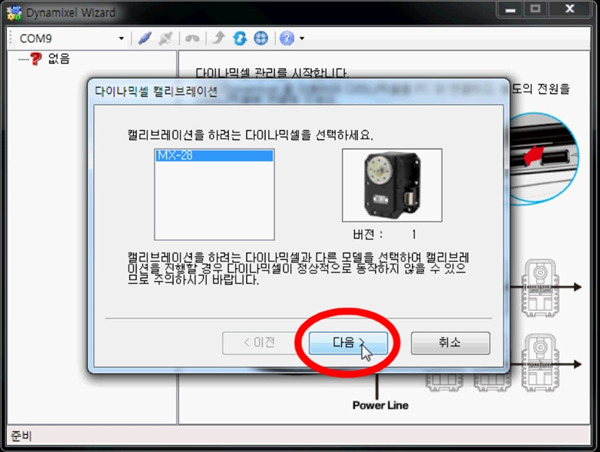 Dynamixel Wizard
COM9
없음
다이나믹셀 관리를 시작합니다.
도의 전원을
다이나믹셀 캘리브레이션
캘리브레이션을 하려는 다이나믹셀을 선택하세요.
MX-28
버전 : 1
캘리브레이션을 하려는 다이나믹셀과 다른 모델을 선택하여 캘리브레
이션을 진행할 경우 다이나믹셀이 정상적으로 동작하지 않을 수 있으
므로 주의하시기 바랍니다.
< 이전
다음 >
취소
Power Line
준비